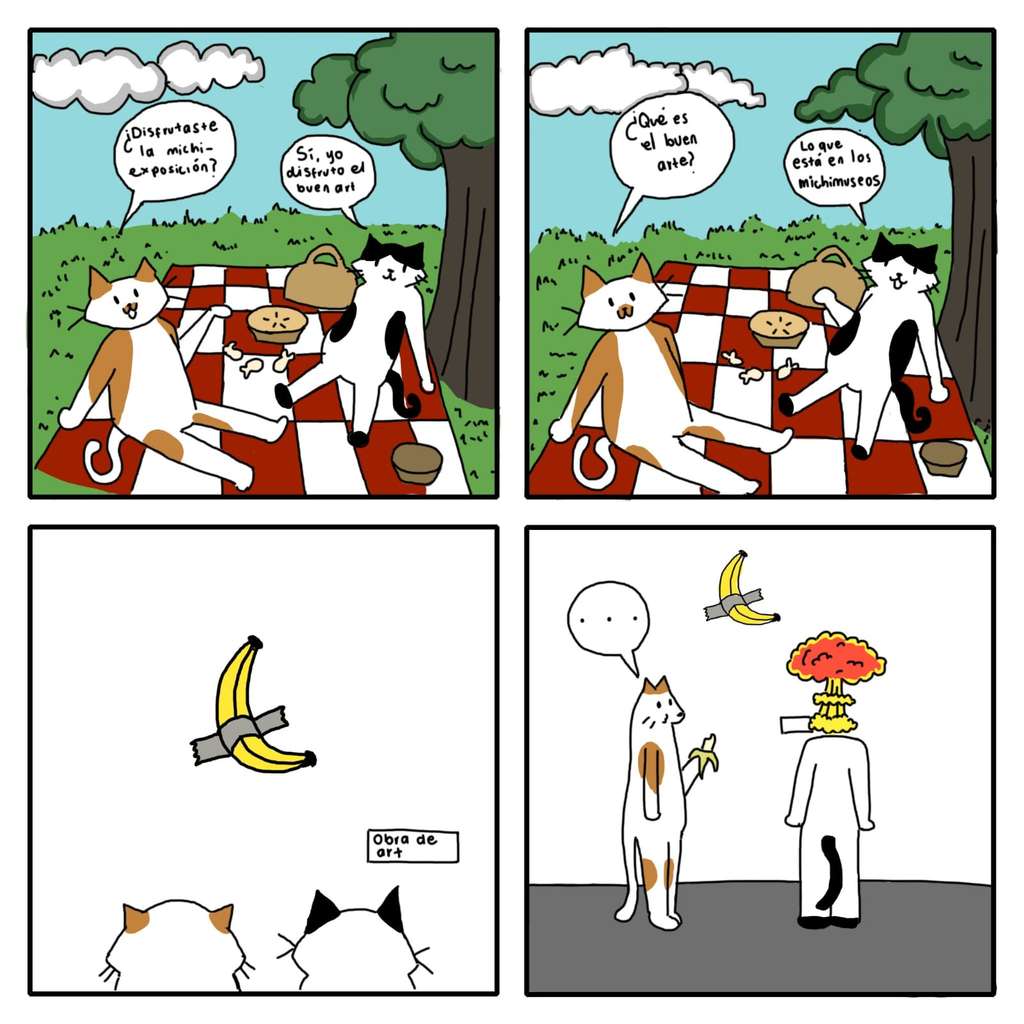 ¿Disfrutaste
la michi-
exposición?
Sí, yo
disfruto el
buen art
¿Qué es
el buen
arte?
Lo que
está en los
michimuseos
Obra de
art
. . .